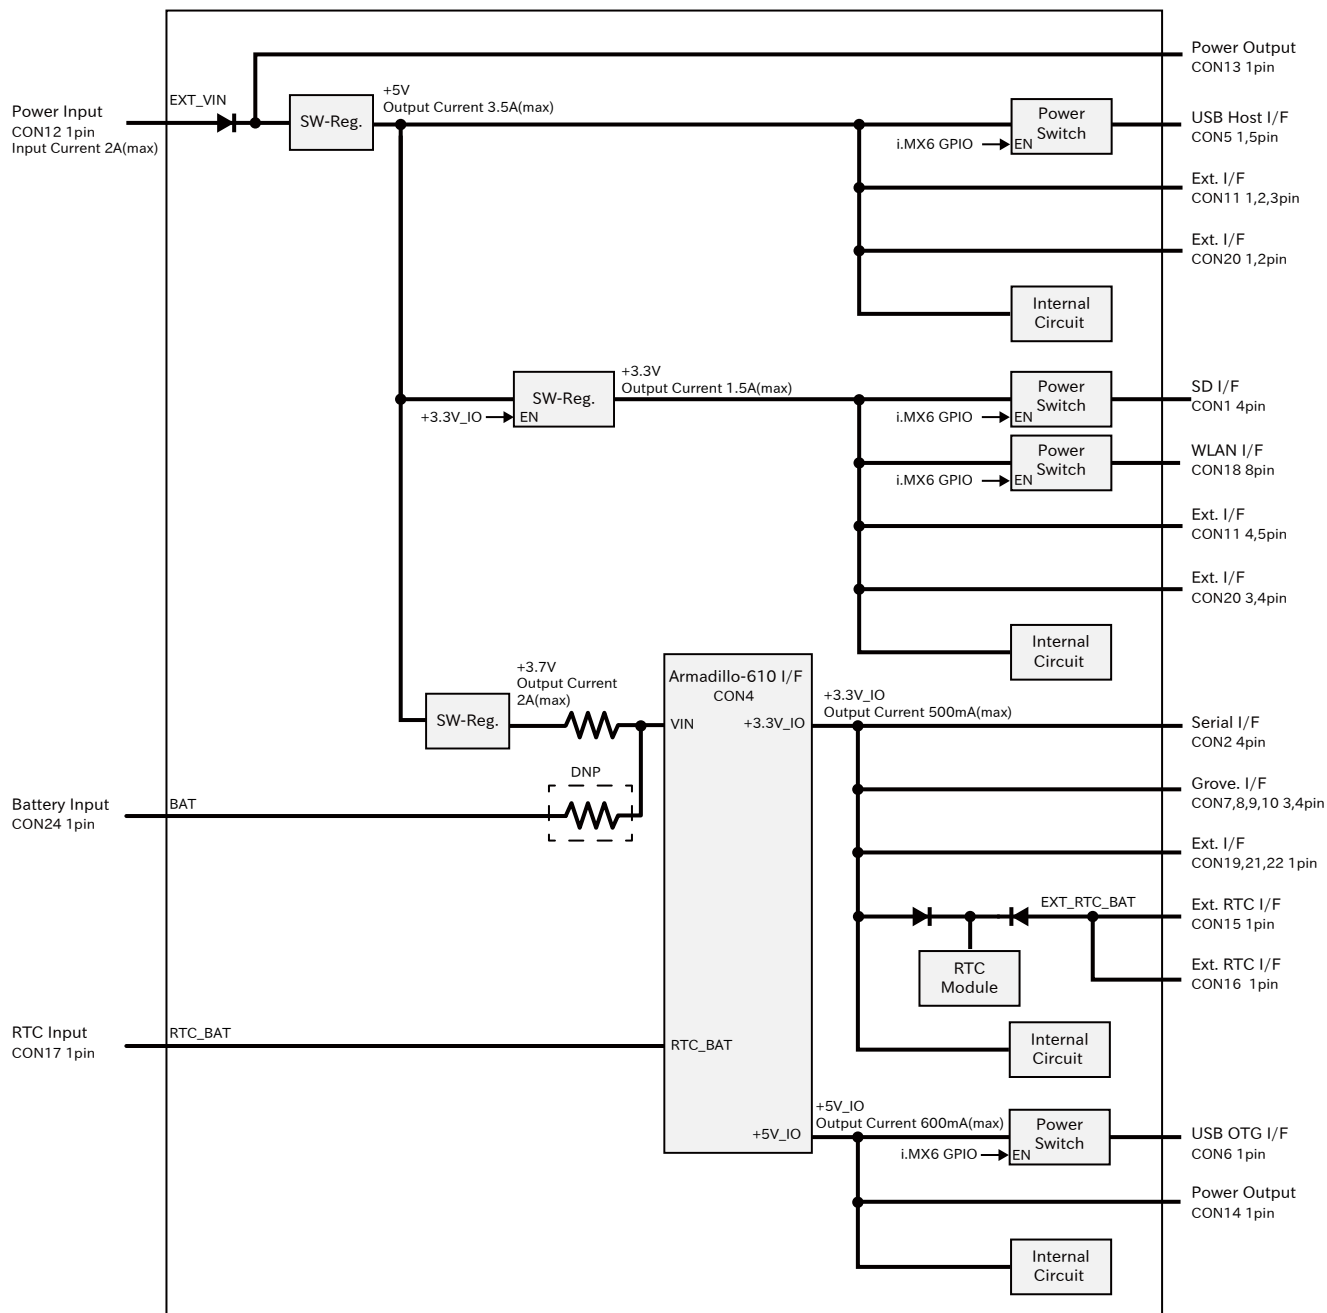 Power Output
CON13 1pin
EXT_VIN
+5V
Output Current 3.5A(max)
Power Input
CON12 1pin
Input Current 2A(max)
SW-Reg.
Power
Switch
EN
i.MX6 GPIO
USB Host I/F
CON5 1,5pin
Ext. I/F
CON11 1,2,3pin
Ext. I/F
CON20 1,2pin
Internal
Circuit
+3.3V
Output Current 1.5A(max)
SW-Reg.
EN
+3.3V_IO
Power
Switch
EN
i.MX6 GPIO
SD I/F
CON1 4pin
Power
Switch
EN
i.MX6 GPIO
WLAN I/F
CON18 8pin
Ext. I/F
CON11 4,5pin
Ext. I/F
CON20 3,4pin
Internal
Circuit
+3.7V
Output Current
2A(max)
SW-Reg.
Armadillo-610 I/F
CON4
VIN
+3.3V_IO
+3.3V_IO
Output Current 500mA(max)
Serial I/F
CON2 4pin
DNP
Battery Input
CON24 1pin
BAT
Grove. I/F
CON7,8,9,10 3,4pin
Ext. I/F
CON19,21,22 1pin
EXT_RTC_BAT
Ext. RTC I/F
CON15 1pin
RTC
Module
Ext. RTC I/F
CON16 1pin
RTC Input
CON17 1pin
RTC_BAT
RTC_BAT
Internal
Circuit
+5V_IO
+5V_IO
Output Current 600mA(max)
Power
Switch
EN
i.MX6 GPIO
USB OTG I/F
CON6 1pin
Power Output
CON14 1pin
Internal
Circuit